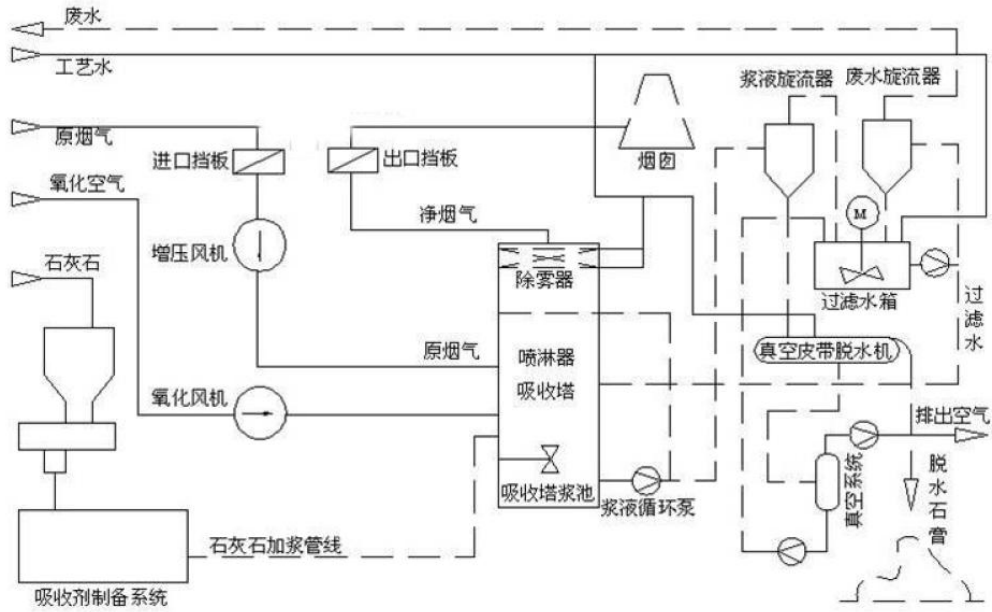 废水
工艺水
浆液旋流器
废水旋流器
原烟气
进口挡板
出口挡板
烟囱
氧化空气
净烟气
M
增压风机
石灰石
除雾器
过滤水箱
过滤水
原烟气
喷淋器
真空皮带脱水机
氧化风机
吸收塔
排出空气
吸收塔浆池
浆液循环泵
真空系统
脱水石膏
石灰石加浆管线
吸收剂制备系统